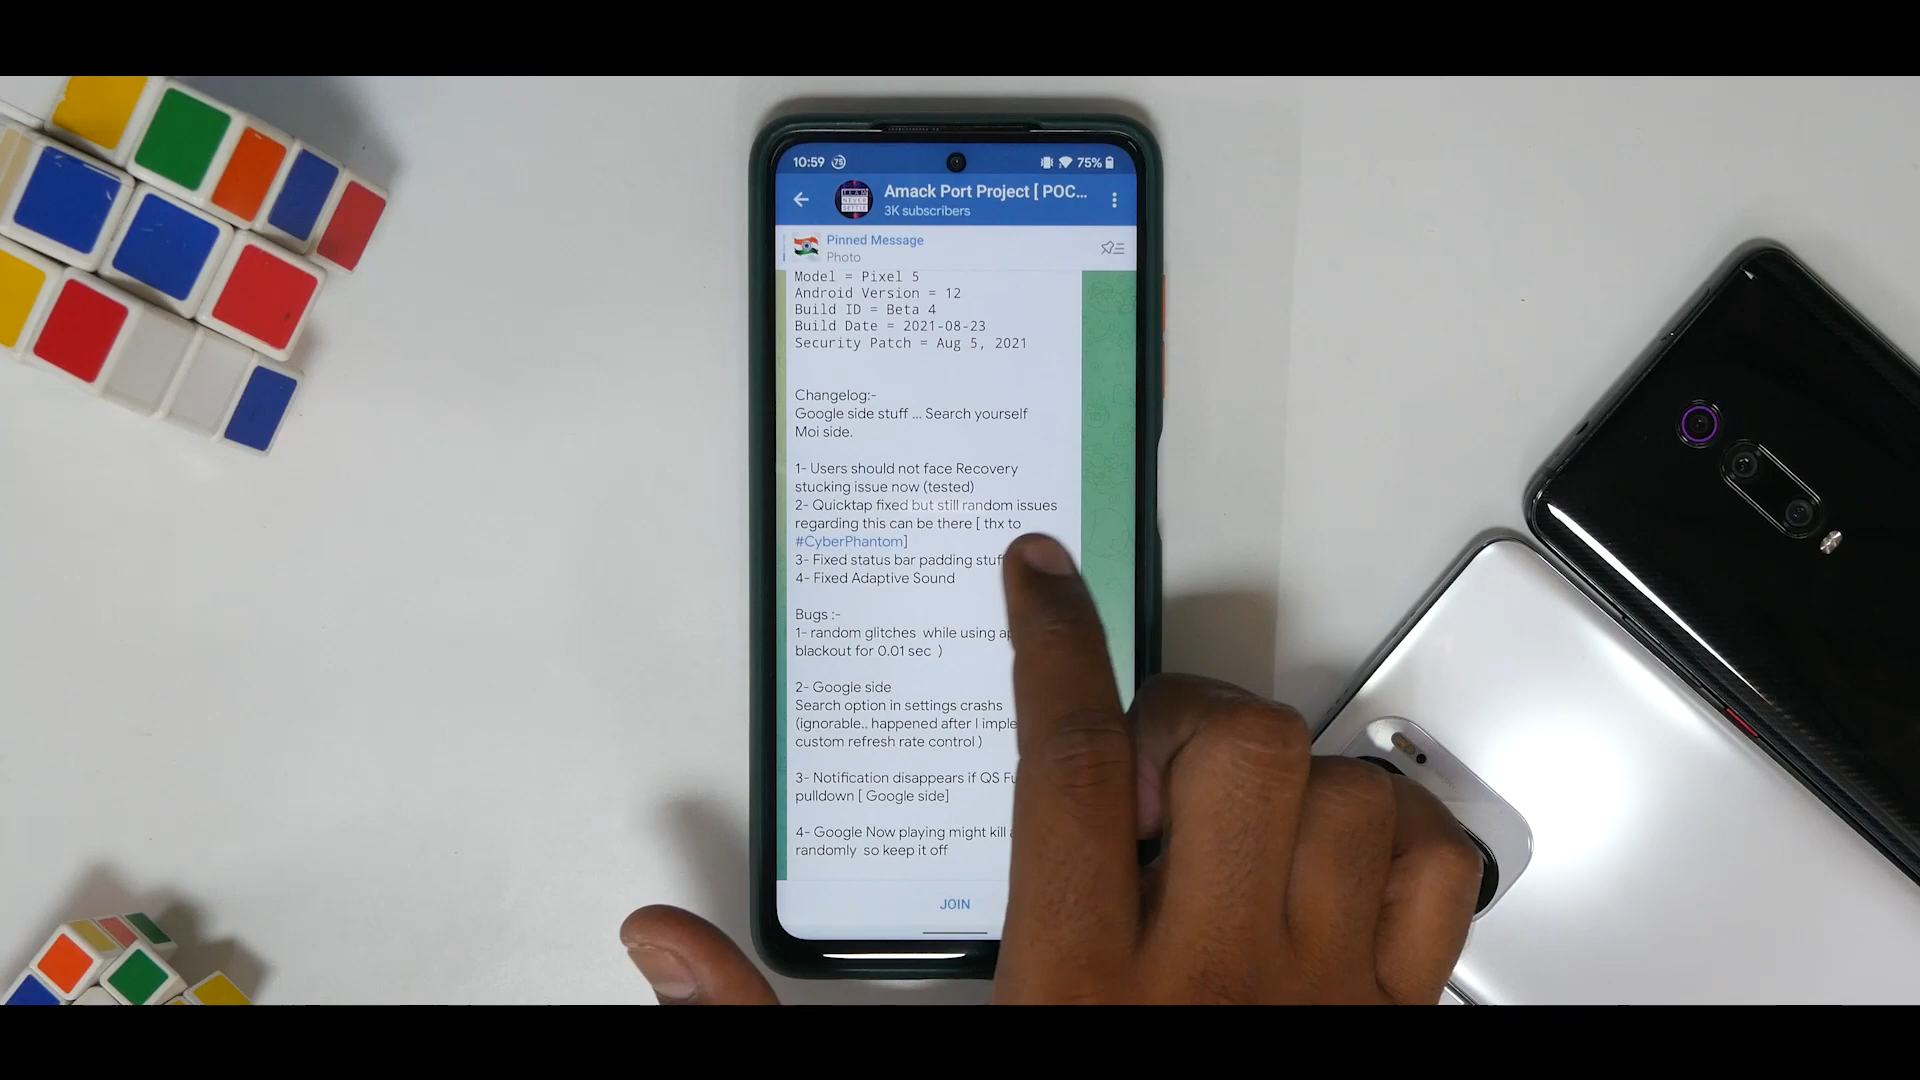 10:59 75 75%
Amack Port Project [ POC...
3K subscribers
Pinned Message
Photo
Model = Pixel 5
Android Version = 12
Build ID = Beta 4
Build Date = 2021-08-23
Security Patch = Aug 5, 2021
Changelog:-
Google side stuff ... Search yourself
Moi side.
1- Users should not face Recovery
stucking issue now (tested)
2- Quicktap fixed but still random issues
regarding this can be there [ thx to
#CyberPhantom]
3- Fixed status bar padding stuff
4- Fixed Adaptive Sound
Bugs :-
1- random glitches while using
blackout for 0.01 sec )
2- Google side
Search option in settings crashs
(ignorable.. happened after I
custom refresh rate control )
3- Notification disappears if QS
pulldown [ Google side]
4- Google Now playing might kill
randomly so keep it off
JOIN